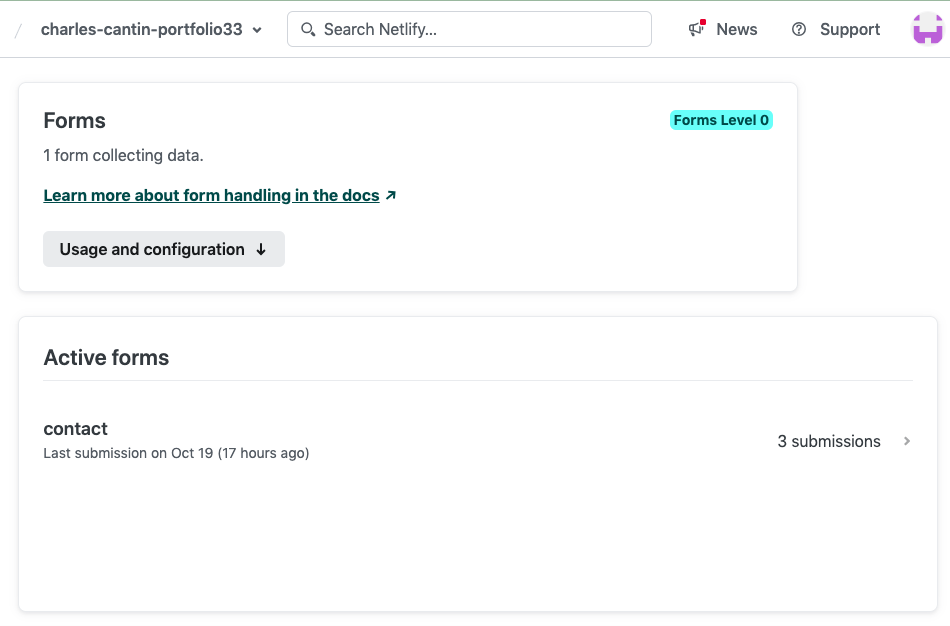 / charles-cantin-portfolio33 Search Netlify... News Support
Forms Forms Level 0
1 form collecting data.
Learn more about form handling in the docs
Usage and configuration
Active forms
contact
Last submission on Oct 19 (17 hours ago)
3 submissions